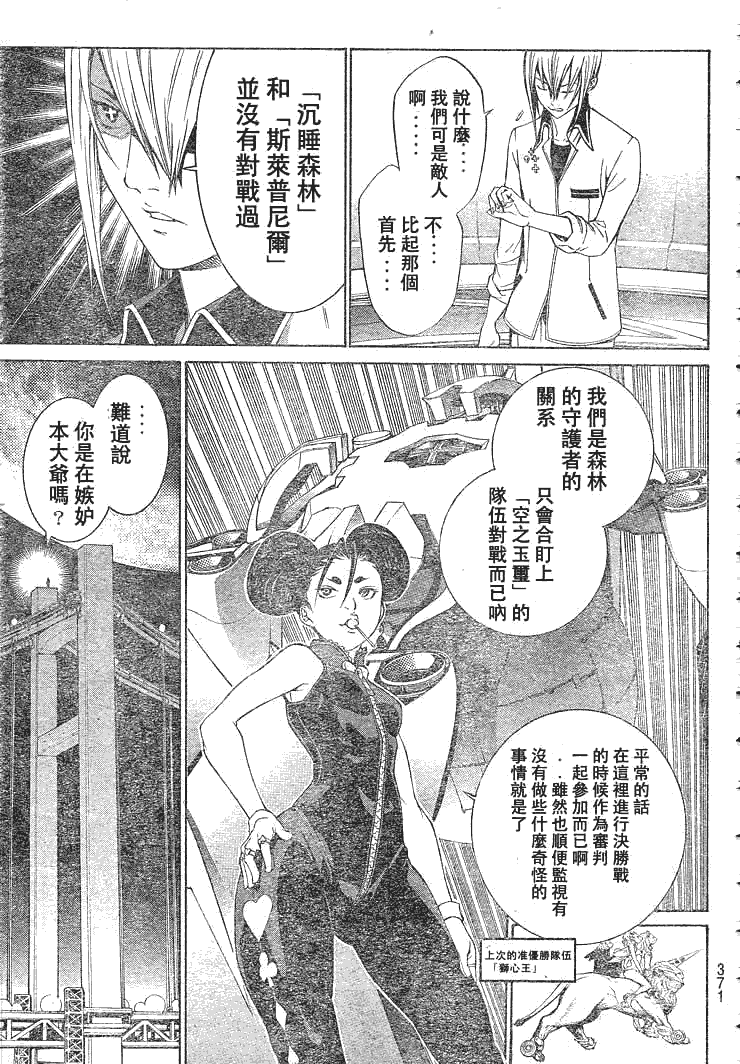 說什麼‥‥
我們可是敵人
啊‥‥
不‥‥
比起那個
首先‥‥
「沉睡森林」
和「斯萊普尼爾」
並沒有對戰過
我們是森林
的守護者的
關系
只會合盯上
「空之玉璽」的
隊伍對戰而已吶
平常的話
在這裡進行決勝戰
的時候作為審判
一起參加而已啊
‥雖然也順便監視有
沒有做些什麼奇怪的
事情就是了
上次的准優勝隊伍
「獅心王」
‥‥
難道說
你是在嫉妒
本大爺嗎？
371